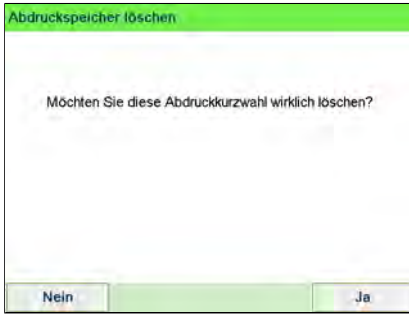 Abdruckspeicher löschen
Möchten Sie diese Abdruckkurzwahl wirklich löschen?
Nein Ja